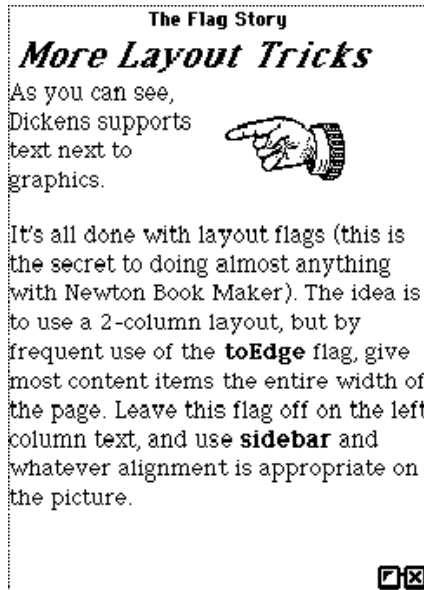 The Flag Story
More Layout Tricks
As you can see,
Dickens supports
text next to
graphics.
It's all done with layout flags (this is
the secret to doing almost anything
with Newton Book Maker). The idea is
to use a 2-column layout, but by
frequent use of the toEdge flag, give
most content items the entire width of
the page. Leave this flag off on the left
column text, and use sidebar and
whatever alignment is appropriate on
the picture.